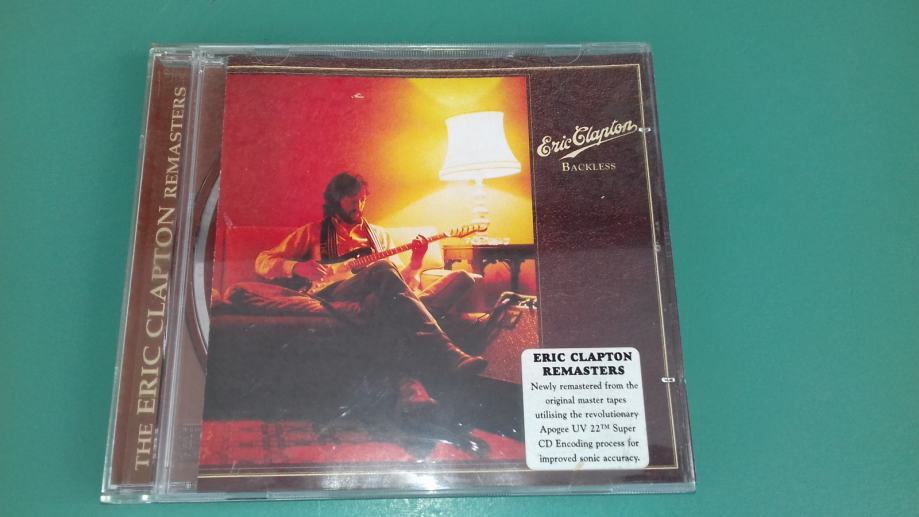 THE ERIC CLAPTON REMASTERS
Eric Clapton
BACKLESS
ERIC CLAPTON
REMASTERS
Newly remastered from the
original master tapes
utilising the revolutionary
Apogee UV 22™ Super
CD Encoding process for
improved sonic accuracy.